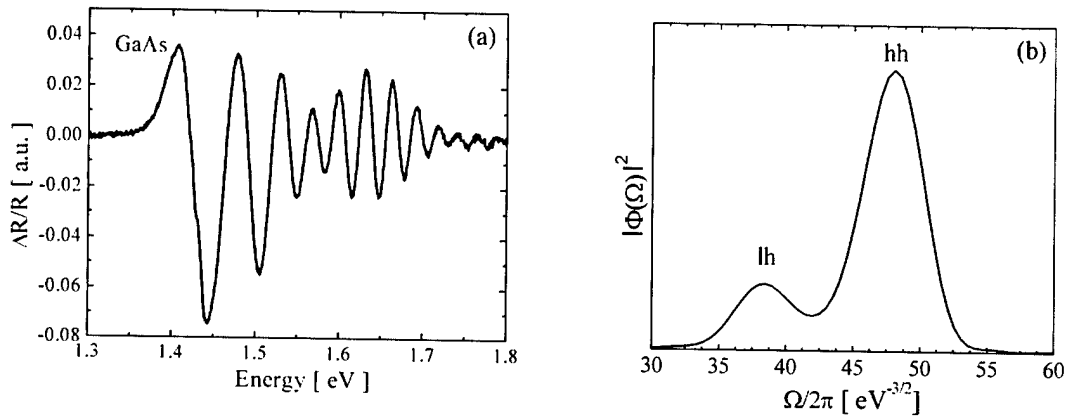 (a)
GaAs
0.04
0.02
0.00
-0.02
-0.04
-0.06
-0.08
ΔR/R [ a.u. ]
1.3 1.4 1.5 1.6 1.7 1.8
Energy [ eV ]
(b)
hh
lh
|Φ(Ω)|²
30 35 40 45 50 55 60
Ω/2π [ eV⁻³ᐟ² ]